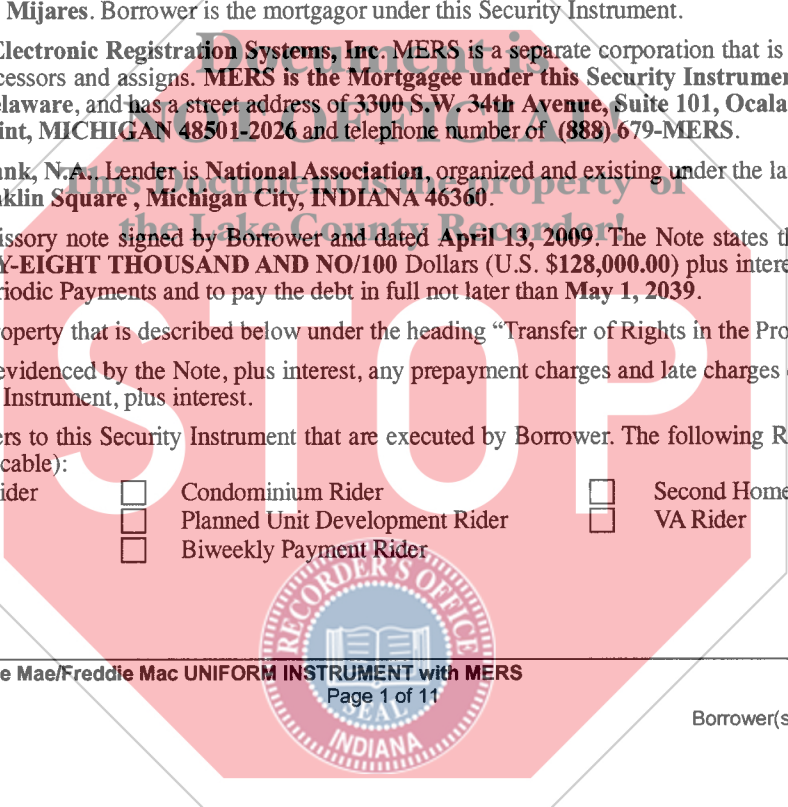 Mijares. Borrower is the mortgagor under this Security Instrument.
Electronic Registration Systems, Inc. MERS is a separate corporation that is
cessors and assigns. MERS is the Mortgagee under this Security Instrumen
elaware, and has a street address of 3300 S.W. 34th Avenue, Suite 101, Ocala
int, MICHIGAN 48501-2026 and telephone number of (888) 679-MERS.
Document is
NOT OFFICIAL!
This Document is the property of
the Lake County Recorder!
ank, N.A.. Lender is National Association, organized and existing under the la
klin Square , Michigan City, INDIANA 46360.
issory note signed by Borrower and dated April 13, 2009. The Note states th
Y-EIGHT THOUSAND AND NO/100 Dollars (U.S. $128,000.00) plus intere
riodic Payments and to pay the debt in full not later than May 1, 2039.
roperty that is described below under the heading “Transfer of Rights in the Pro
evidenced by the Note, plus interest, any prepayment charges and late charges
Instrument, plus interest.
STOP
ers to this Security Instrument that are executed by Borrower. The following R
cable):
ider Condominium Rider Second Home
Planned Unit Development Rider VA Rider
Biweekly Payment Rider
RECORDER'S OFFICE
SEAL
INDIANA
e Mae/Freddie Mac UNIFORM INSTRUMENT with MERS
Page 1 of 11
Borrower(s